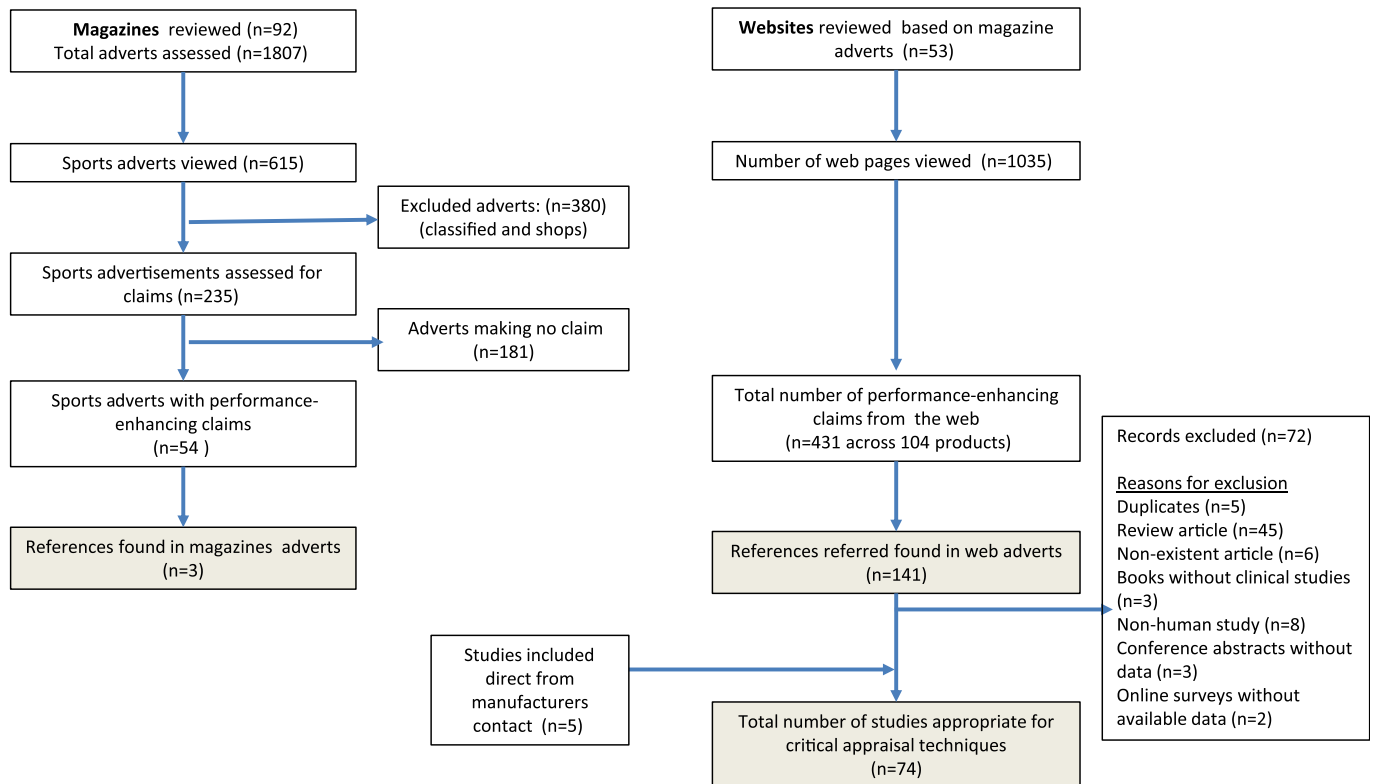 Magazines reviewed (n=92)
Total adverts assessed (n=1807)
Sports adverts viewed (n=615)
Excluded adverts: (n=380)
(classified and shops)
Sports advertisements assessed for
claims (n=235)
Adverts making no claim
(n=181)
Sports adverts with performance-
enhancing claims
(n=54 )
References found in magazines adverts
(n=3)
Websites reviewed based on magazine
adverts (n=53)
Number of web pages viewed (n=1035)
Total number of performance-enhancing
claims from the web
(n=431 across 104 products)
References referred found in web adverts
(n=141)
Records excluded (n=72)
Reasons for exclusion
Duplicates (n=5)
Review article (n=45)
Non-existent article (n=6)
Books without clinical studies
(n=3)
Non-human study (n=8)
Conference abstracts without
data (n=3)
Online surveys without
available data (n=2)
Studies included
direct from
manufacturers
contact (n=5)
Total number of studies appropriate for
critical appraisal techniques
(n=74)